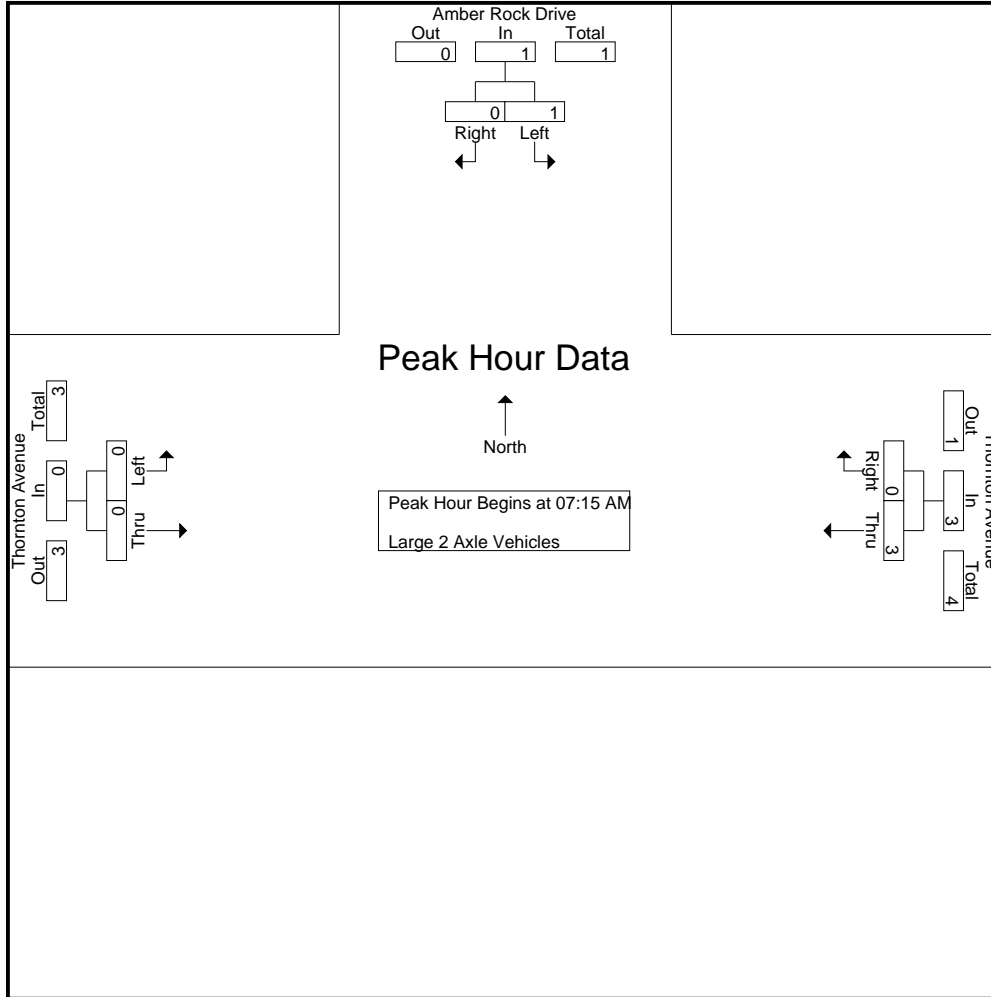 Amber Rock Drive
Out In Total
0 1 1
0 1
Right Left
Peak Hour Data
North
Peak Hour Begins at 07:15 AM
Large 2 Axle Vehicles
Thornton Avenue
Total In Out
3 0 3
0 0
Left Thru
Thornton Avenue
Out In Total
1 3 4
0 3
Right Thru